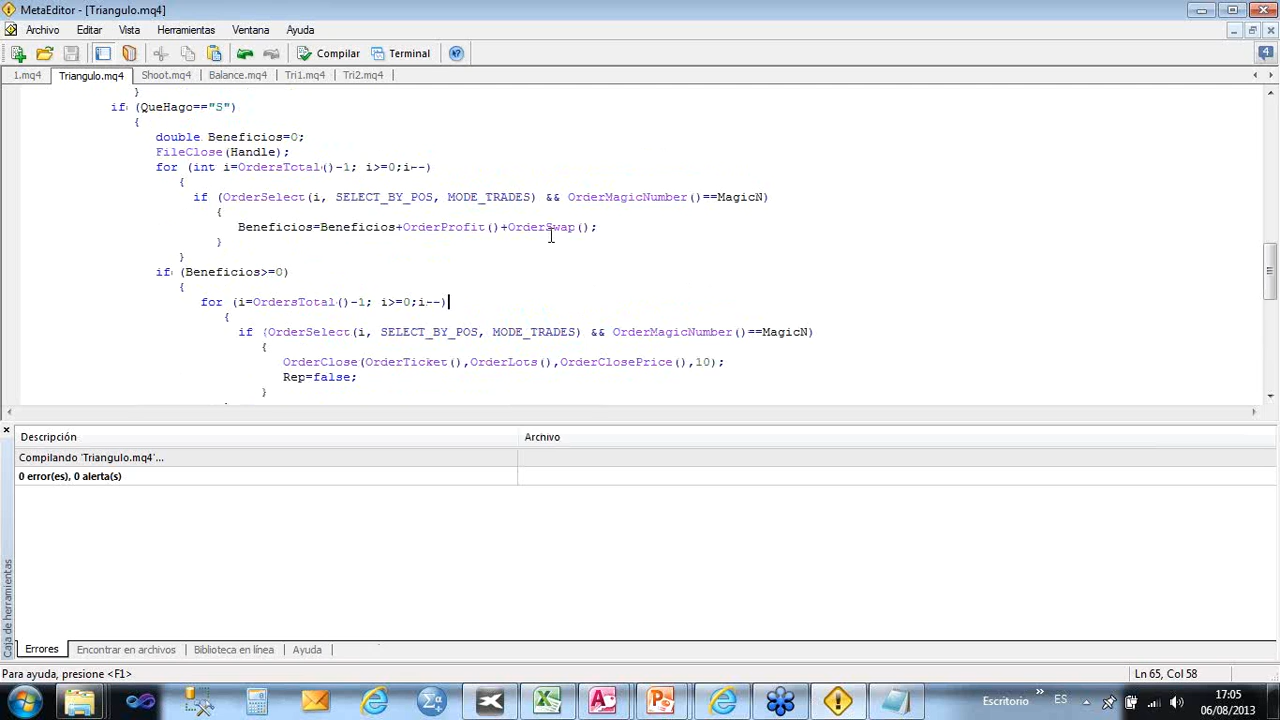 MetaEditor - [Triangulo.mq4]
Archivo Editar Vista Herramientas Ventana Ayuda
Compilar Terminal 4
1.mq4 Triangulo.mq4 Shoot.mq4 Balance.mq4 Tri1.mq4 Tri2.mq4
}
if (QueHago=="S")
{
double Beneficios=0;
FileClose(Handle);
for (int i=OrdersTotal()-1; i>=0;i--)
{
if (OrderSelect(i, SELECT_BY_POS, MODE_TRADES) && OrderMagicNumber()==MagicN)
{
Beneficios=Beneficios+OrderProfit()+OrderSwap();
}
}
if (Beneficios>=0)
{
for (i=OrdersTotal()-1; i>=0;i--)
{
if (OrderSelect(i, SELECT_BY_POS, MODE_TRADES) && OrderMagicNumber()==MagicN)
{
OrderClose(OrderTicket(),OrderLots(),OrderClosePrice(),10);
Rep=false;
}
Descripción Archivo
Compilando 'Triangulo.mq4'...
0 error(es), 0 alerta(s)
Caja de herramientas
Errores Encontrar en archivos Biblioteca en línea Ayuda
Para ayuda, presione <F1> Ln 65, Col 58
Escritorio » ES 17:05
06/08/2013